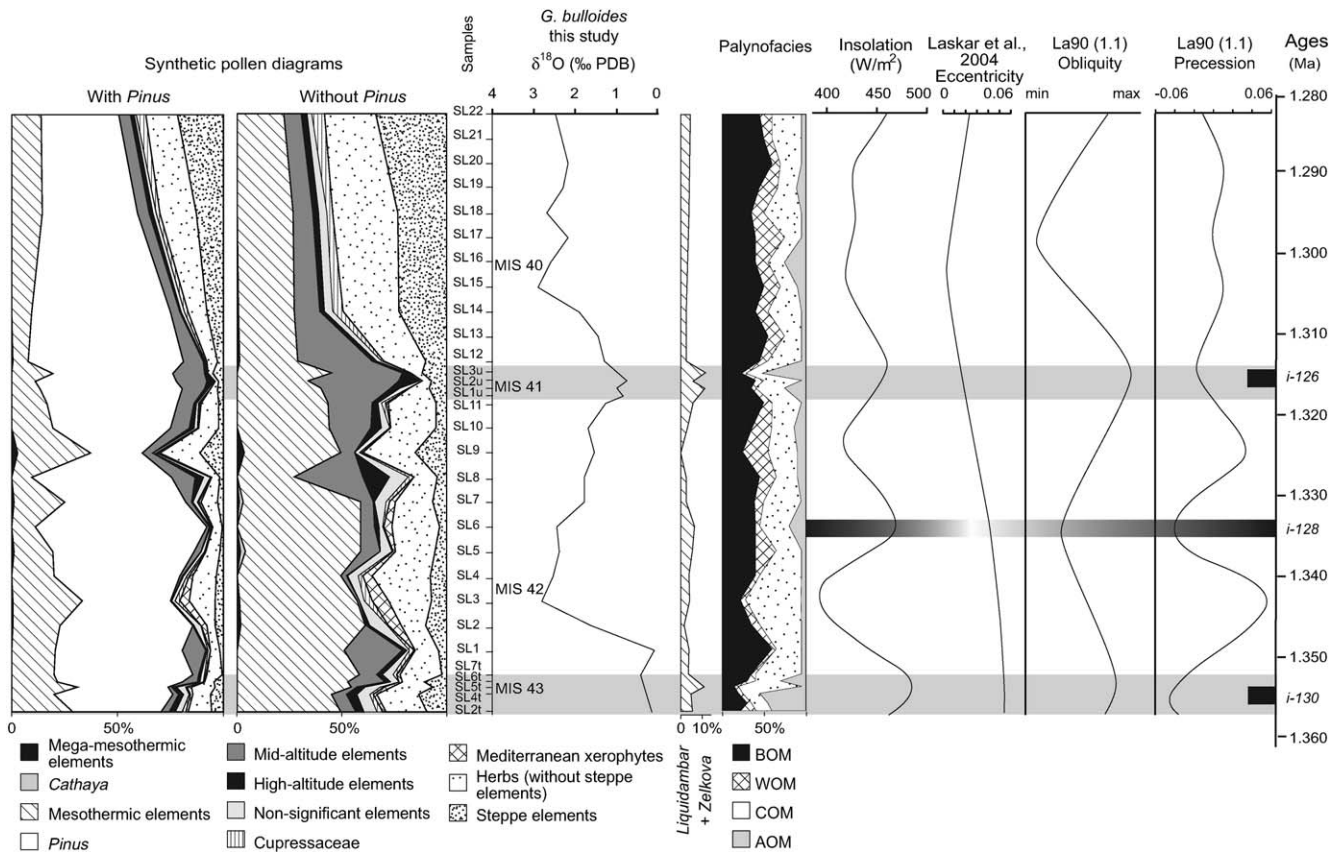 Synthetic pollen diagrams
With Pinus
Without Pinus
Samples
G. bulloides
this study
δ18O (‰ PDB)
4 3 2 1 0
Palynofacies
Insolation
(W/m2)
400 450 500
Laskar et al.,
2004
Eccentricity
0 0.06
La90 (1.1)
Obliquity
min max
La90 (1.1)
Precession
-0.06 0.06
Ages
(Ma)
SL22
SL21
SL20
SL19
SL18
SL17
SL16
SL15
SL14
SL13
SL12
SL3u
SL2u
SL1u
SL11
SL10
SL9
SL8
SL7
SL6
SL5
SL4
SL3
SL2
SL1
SL7t
SL6t
SL5t
SL4t
SL2t
MIS 40
MIS 41
MIS 42
MIS 43
1.280
1.290
1.300
1.310
i-126
1.320
1.330
i-128
1.340
1.350
i-130
1.360
0 50%
0 50%
0 10%
50%
Liquidambar
+ Zelkova
Mega-mesothermic
elements
Cathaya
Mesothermic elements
Pinus
Mid-altitude elements
High-altitude elements
Non-significant elements
Cupressaceae
Mediterranean xerophytes
Herbs (without steppe
elements)
Steppe elements
BOM
WOM
COM
AOM